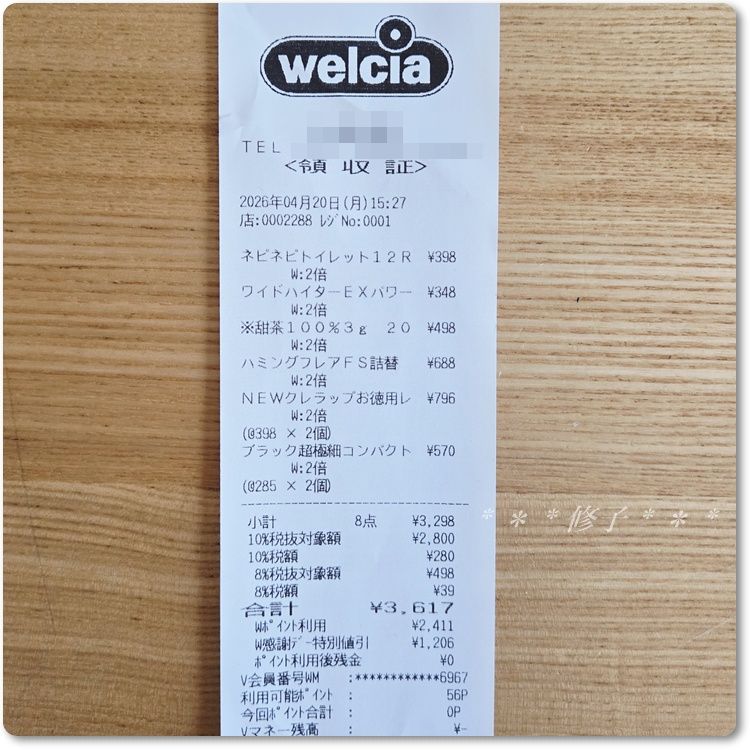 welcia
TEL
<領収証>
2026年04月20日(月)15:27
店:0002288 ﾚｼﾞNo:0001
ネピネピトイレット12R ¥398
W:2倍
ワイドハイターEXパワー ¥348
W:2倍
※甜茶100%3g 20 ¥498
W:2倍
ハミングフレアFS詰替 ¥688
W:2倍
NEWクレラップお徳用レ ¥796
W:2倍
(@398 × 2個)
ブラック超極細コンパクト ¥570
W:2倍
(@285 × 2個)
小計 8点 ¥3,298
10%税抜対象額 ¥2,800
10%税額 ¥280
8%税抜対象額 ¥498
8%税額 ¥39
合計 ¥3,617
Wﾎﾟｲﾝﾄ利用 ¥2,411
W感謝ﾃﾞｰ特別値引 ¥1,206
ﾎﾟｲﾝﾄ利用後残金 ¥0
V会員番号WM :************6967
利用可能ﾎﾟｲﾝﾄ : 56P
今回ﾎﾟｲﾝﾄ合計 : 0P
Vマネー残高 : ¥-
* * *修了* * *